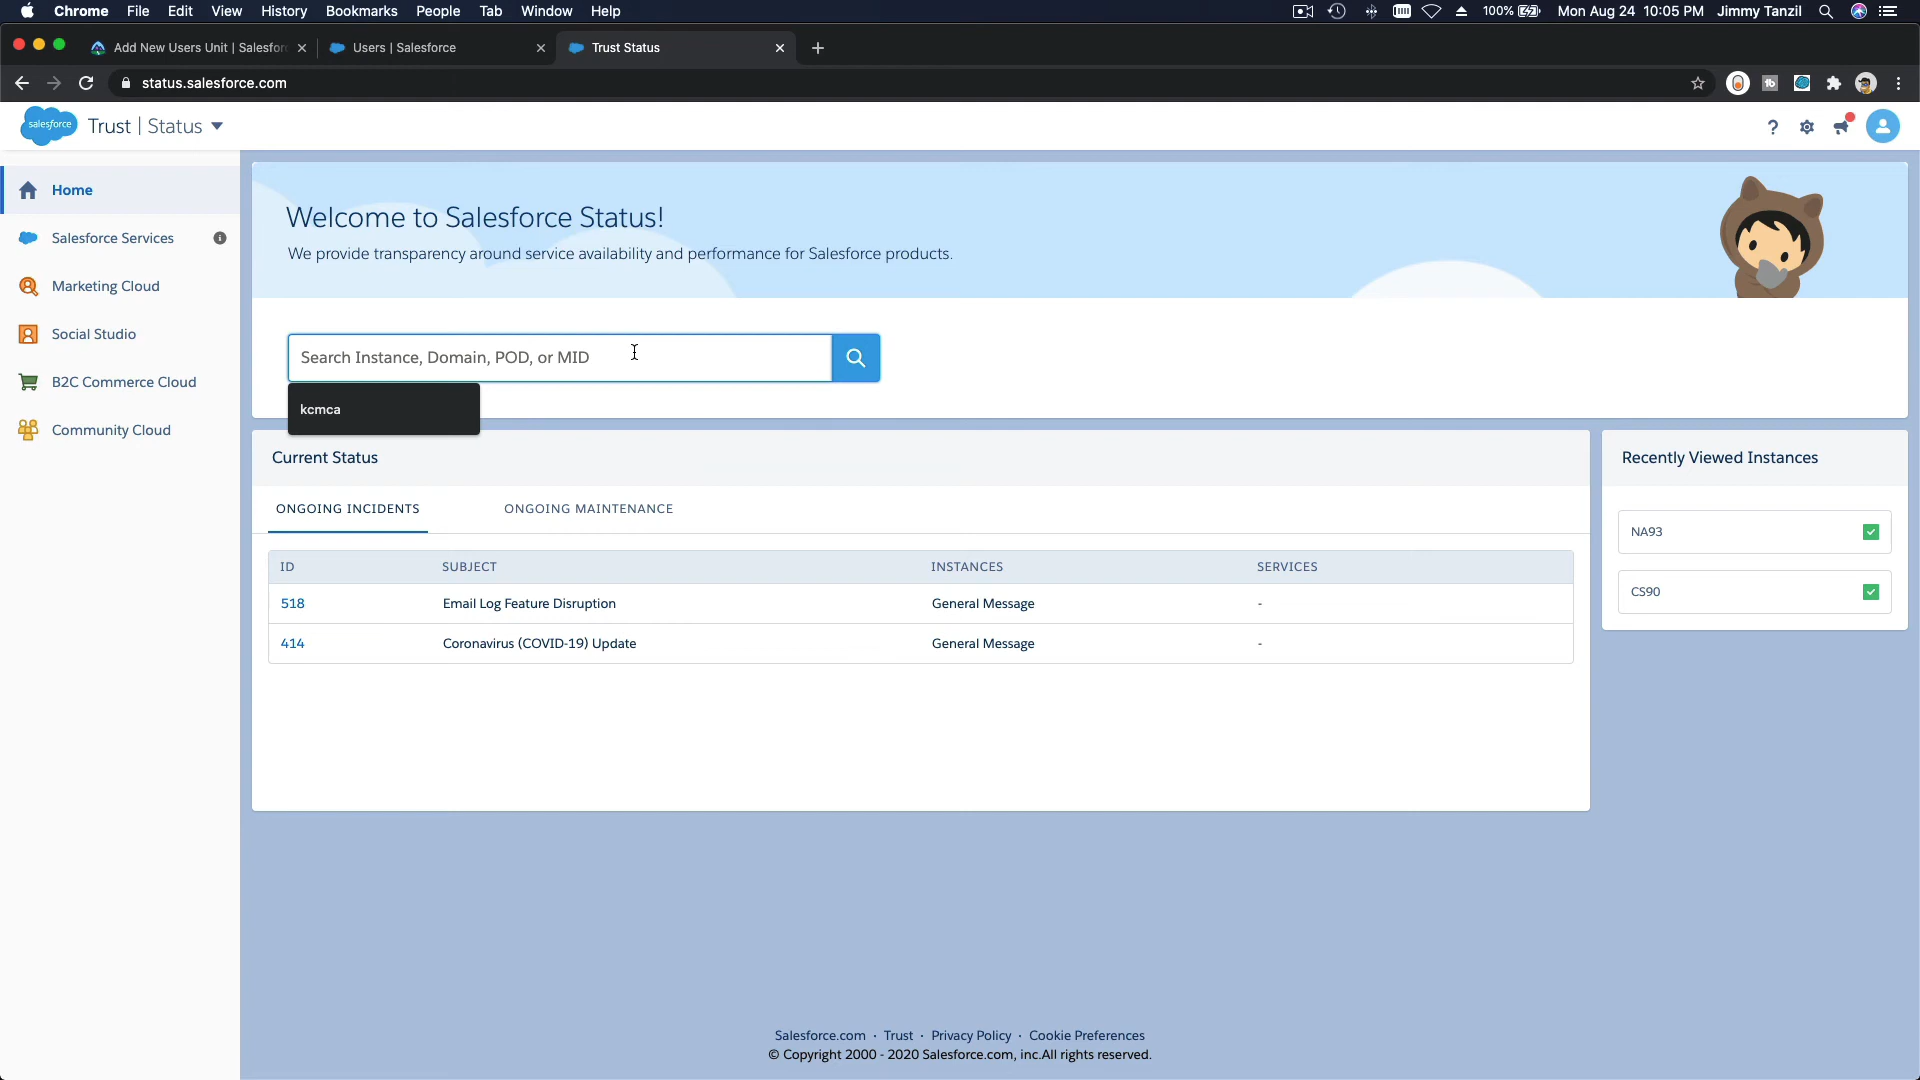 Chrome File Edit View History Bookmarks People Tab Window Help 100% Mon Aug 24 10:05 PM Jimmy Tanzil
Add New Users Unit | Salesfor Users | Salesforce Trust Status
status.salesforce.com
salesforce Trust | Status ?
Home
Salesforce Services
Marketing Cloud
Social Studio
B2C Commerce Cloud
Community Cloud
Welcome to Salesforce Status!
We provide transparency around service availability and performance for Salesforce products.
Search Instance, Domain, POD, or MID
kcmca
Current Status
ONGOING INCIDENTS ONGOING MAINTENANCE
ID SUBJECT INSTANCES SERVICES
518 Email Log Feature Disruption General Message -
414 Coronavirus (COVID-19) Update General Message -
Recently Viewed Instances
NA93
CS90
Salesforce.com · Trust · Privacy Policy · Cookie Preferences
© Copyright 2000 - 2020 Salesforce.com, inc.All rights reserved.